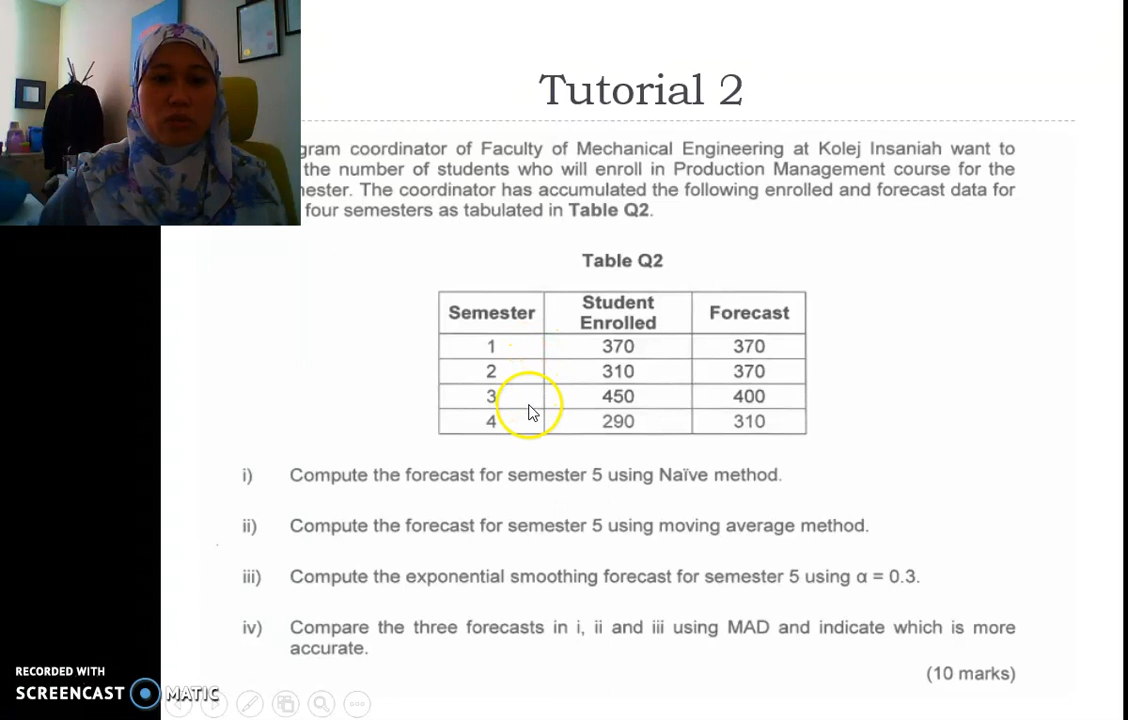 Tutorial 2
gram coordinator of Faculty of Mechanical Engineering at Kolej Insaniah want to
the number of students who will enroll in Production Management course for the
ester. The coordinator has accumulated the following enrolled and forecast data for
four semesters as tabulated in Table Q2.
Table Q2
Semester Student Enrolled Forecast
1 370 370
2 310 370
3 450 400
4 290 310
i) Compute the forecast for semester 5 using Naïve method.
ii) Compute the forecast for semester 5 using moving average method.
iii) Compute the exponential smoothing forecast for semester 5 using α = 0.3.
iv) Compare the three forecasts in i, ii and iii using MAD and indicate which is more
accurate.
(10 marks)
RECORDED WITH
SCREENCAST MATIC